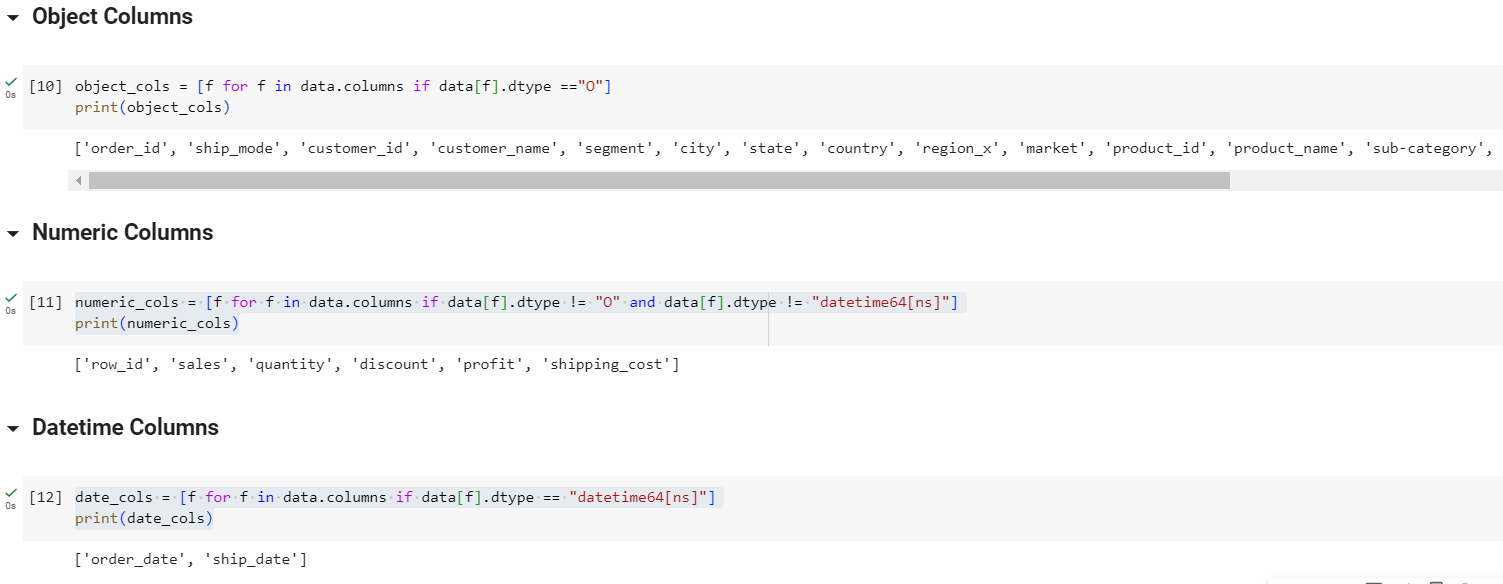 Object Columns
[10] object_cols = [f for f in data.columns if data[f].dtype =="O"]
0s
print(object_cols)
['order_id', 'ship_mode', 'customer_id', 'customer_name', 'segment', 'city', 'state', 'country', 'region_x', 'market', 'product_id', 'product_name', 'sub-category',
Numeric Columns
[11] numeric_cols = [f for f in data.columns if data[f].dtype != "O" and data[f].dtype != "datetime64[ns]"]
0s
print(numeric_cols)
['row_id', 'sales', 'quantity', 'discount', 'profit', 'shipping_cost']
Datetime Columns
[12] date_cols = [f for f in data.columns if data[f].dtype == "datetime64[ns]"]
0s
print(date_cols)
['order_date', 'ship_date']